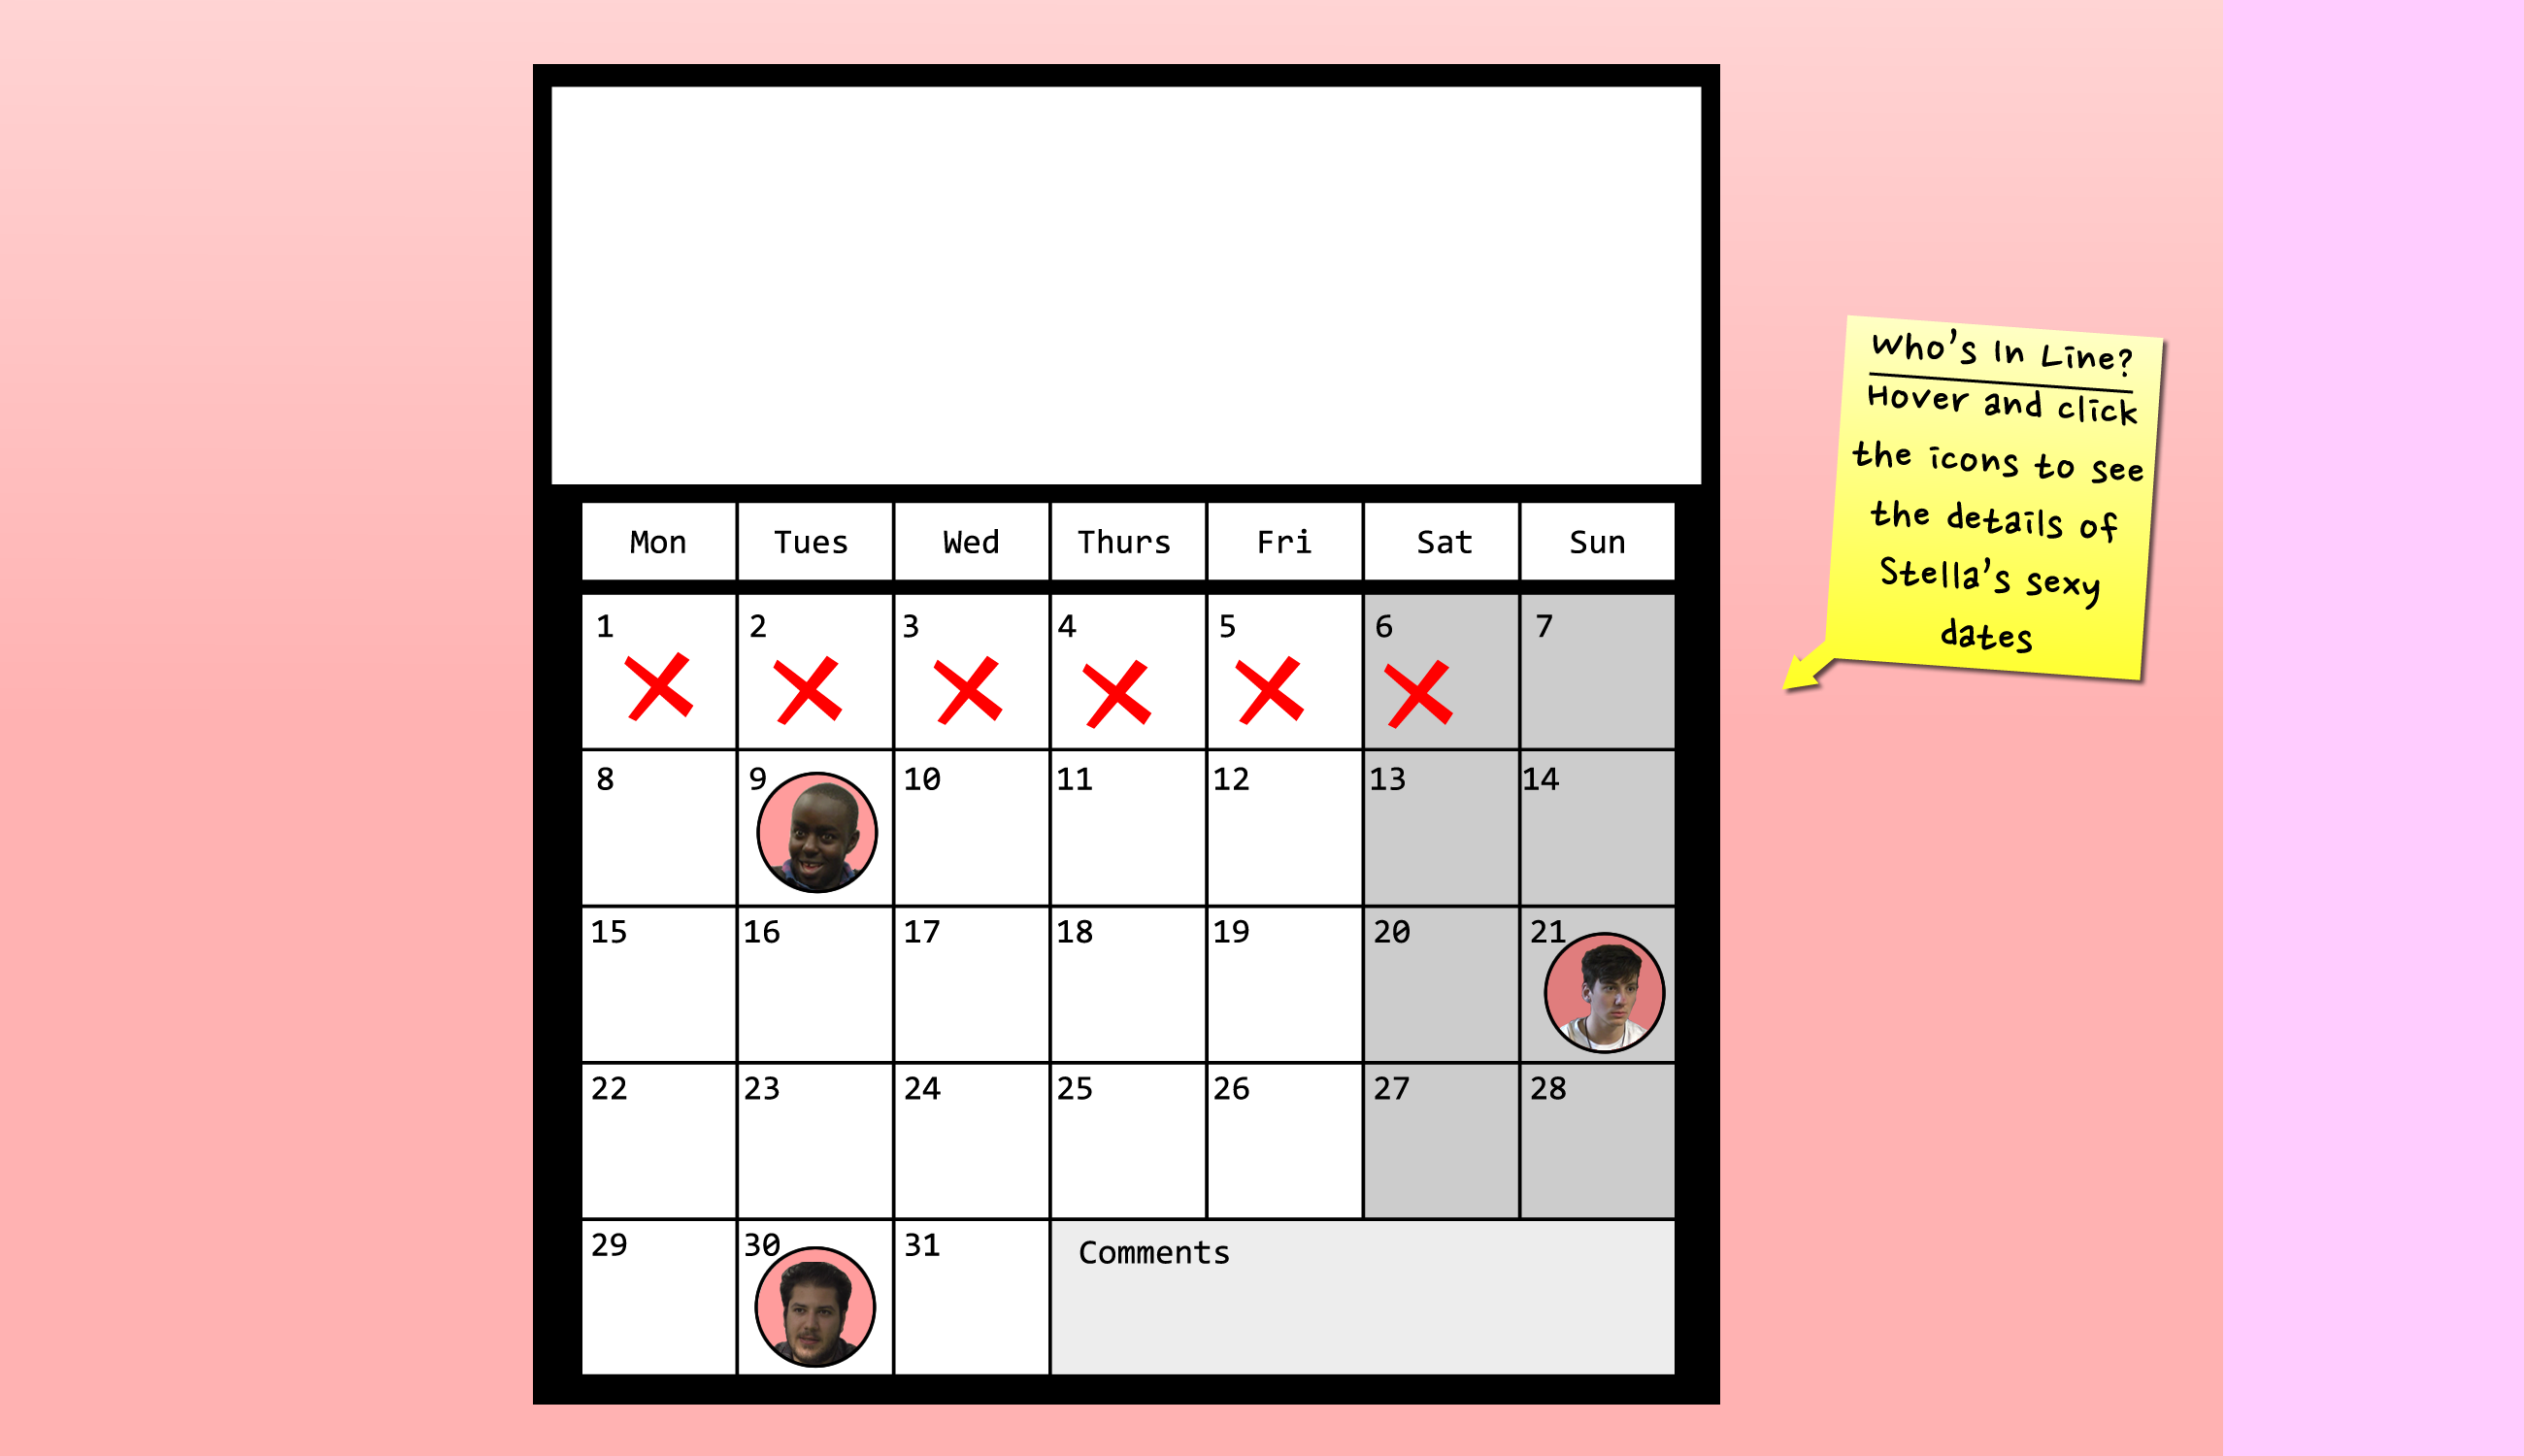 Who's In Line?
Hover and click
the icons to see
the details of
Stella's sexy
dates
Mon Tues Wed Thurs Fri Sat Sun
1 2 3 4 5 6 7
8 9 10 11 12 13 14
15 16 17 18 19 20 21
22 23 24 25 26 27 28
29 30 31 Comments